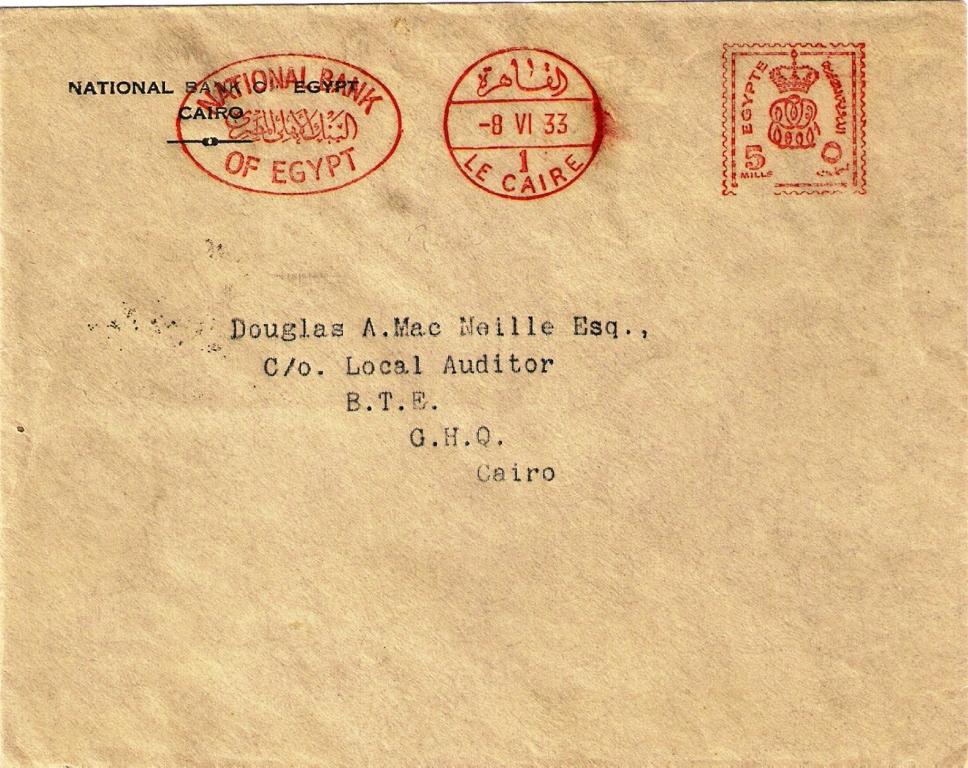 NATIONAL BANK OF EGYPT
CAIRO
NATIONAL BANK
البنك الأهلي المصري
OF EGYPT
القاهرة
-8 VI 33
1
LE CAIRE
EGYPTE
5
MILLS
Douglas A.Mac Neille Esq.,
C/o. Local Auditor
B.T.E.
G.H.Q.
Cairo